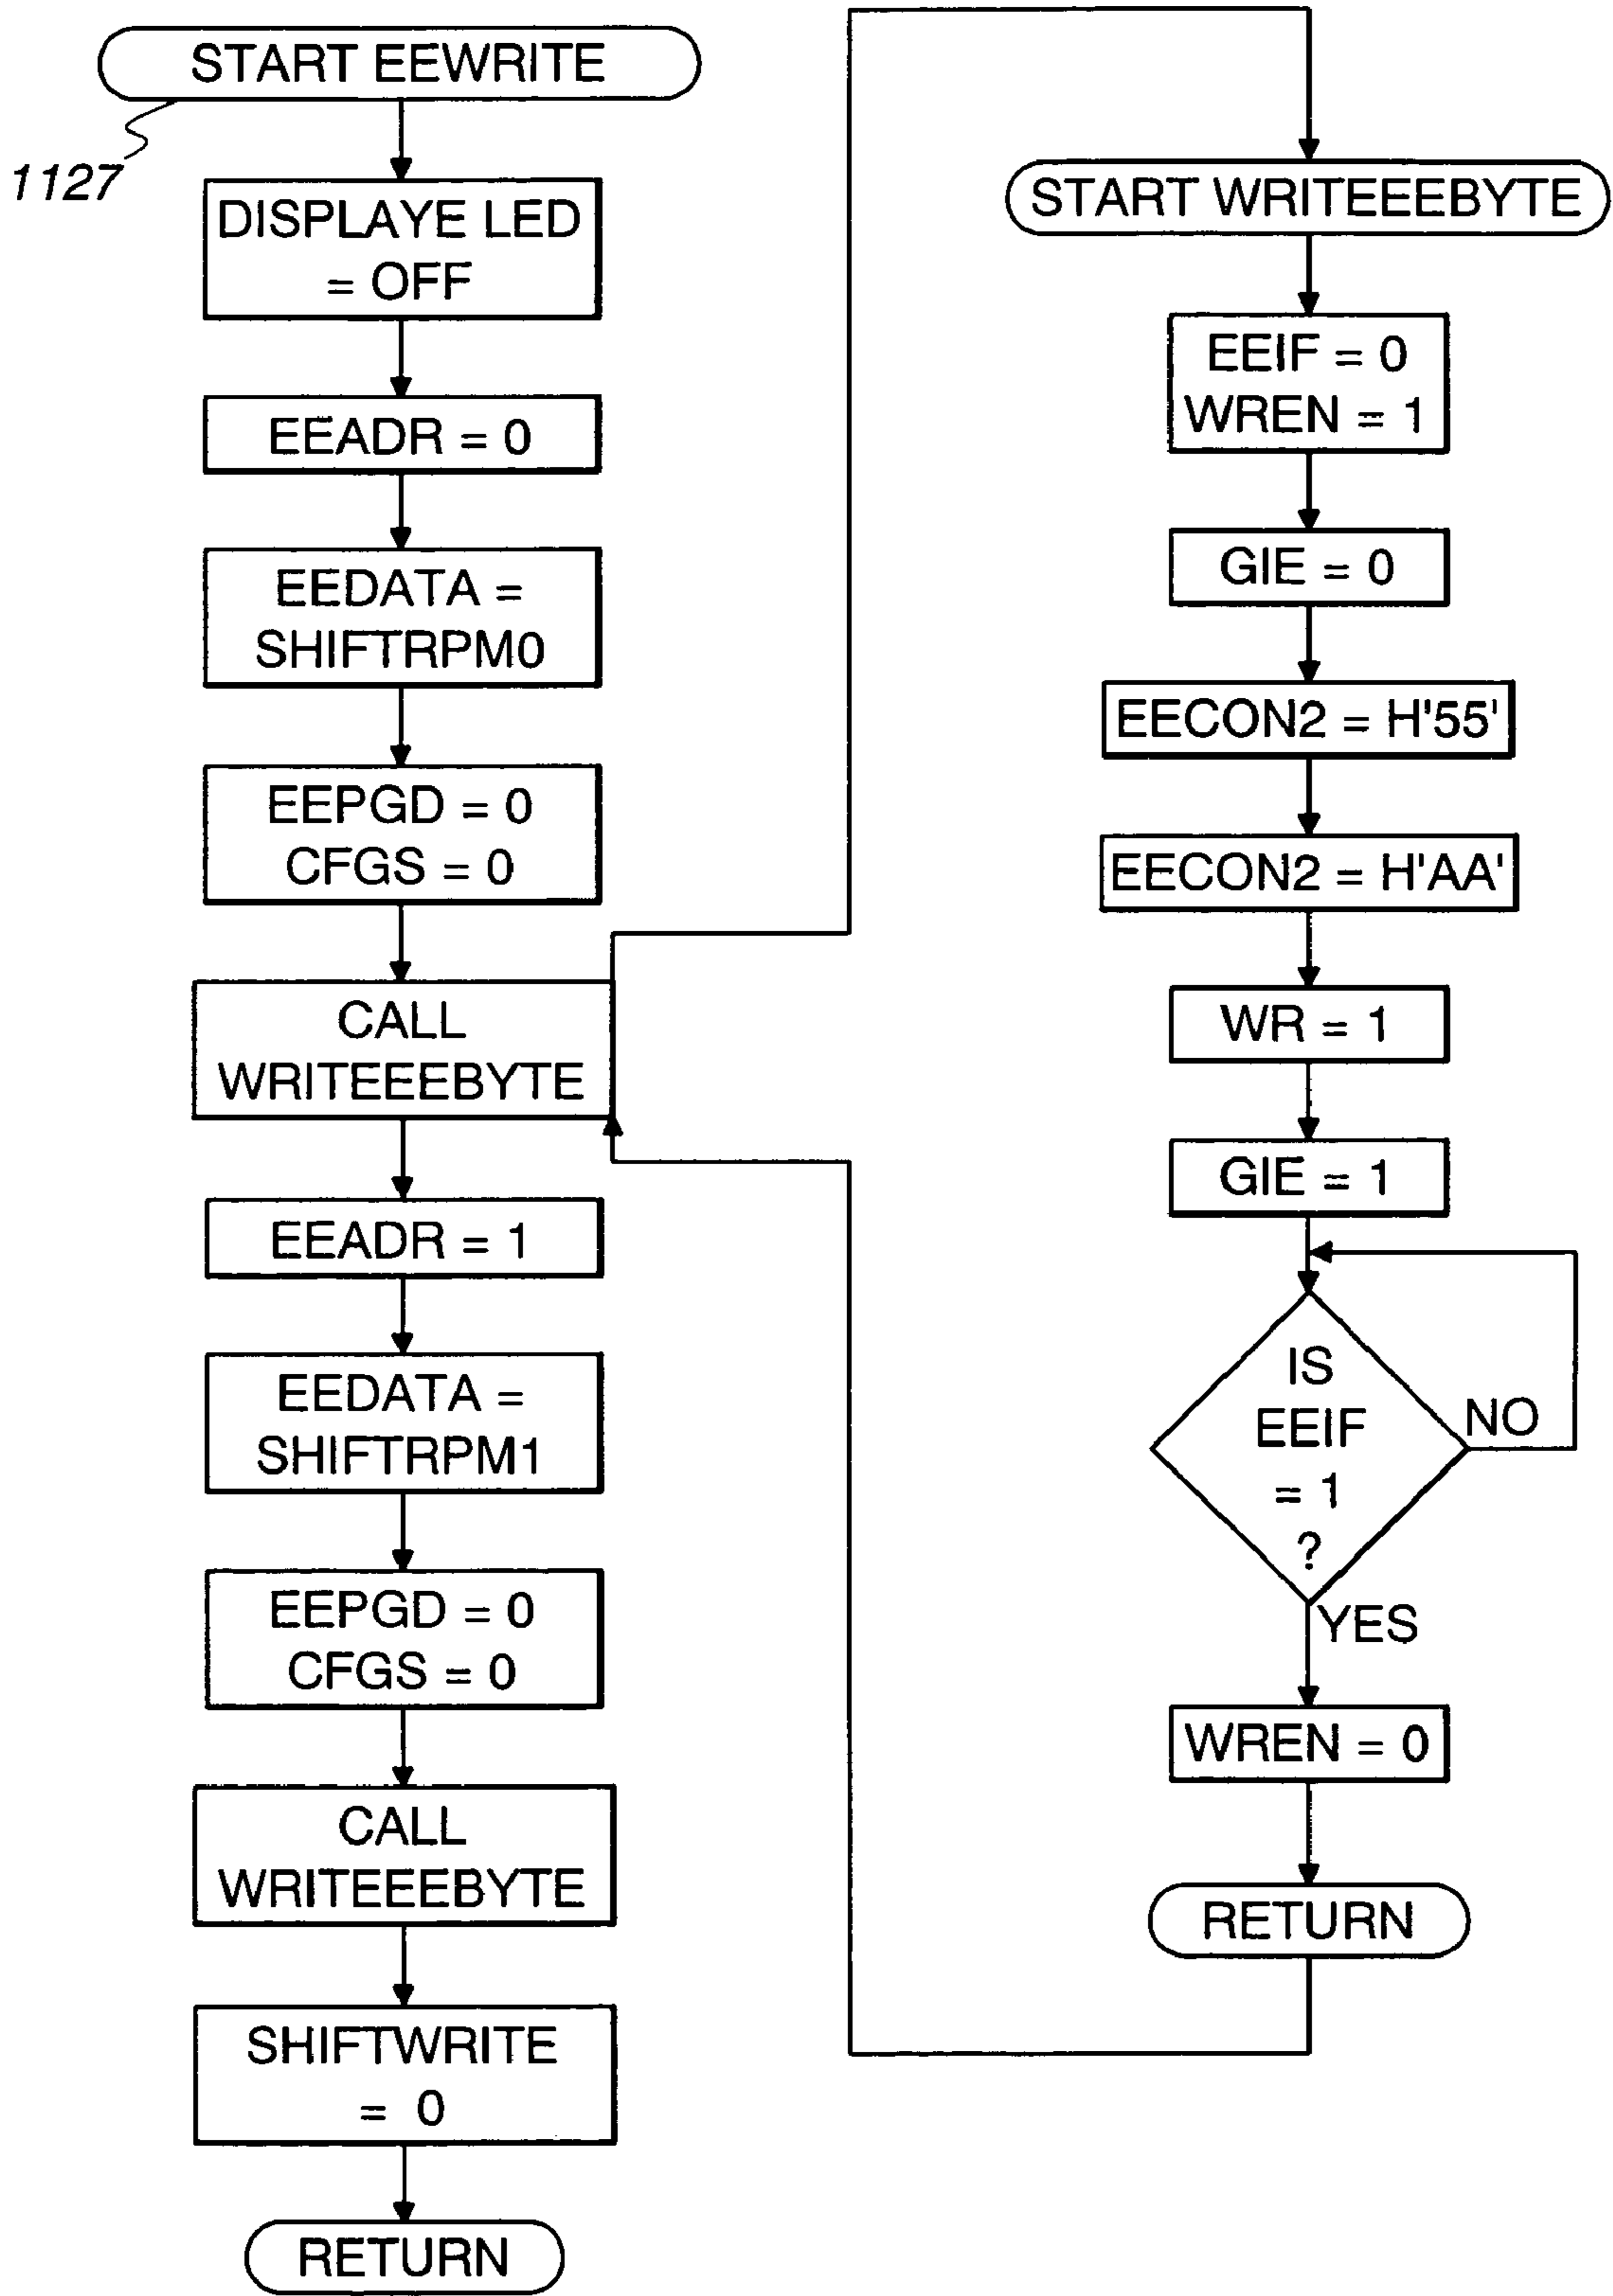 START EEWRITE
1127
DISPLAYE LED
= OFF
EEADR = 0
EEDATA =
SHIFTRPM0
EEPGD = 0
CFGS = 0
CALL
WRITEEEBYTE
EEADR = 1
EEDATA =
SHIFTRPM1
EEPGD = 0
CFGS = 0
CALL
WRITEEEBYTE
SHIFTWRITE
= 0
RETURN
START WRITEEEBYTE
EEIF = 0
WREN = 1
GIE = 0
EECON2 = H'55'
EECON2 = H'AA'
WR = 1
GIE = 1
IS
EEIF
= 1
?
NO
YES
WREN = 0
RETURN